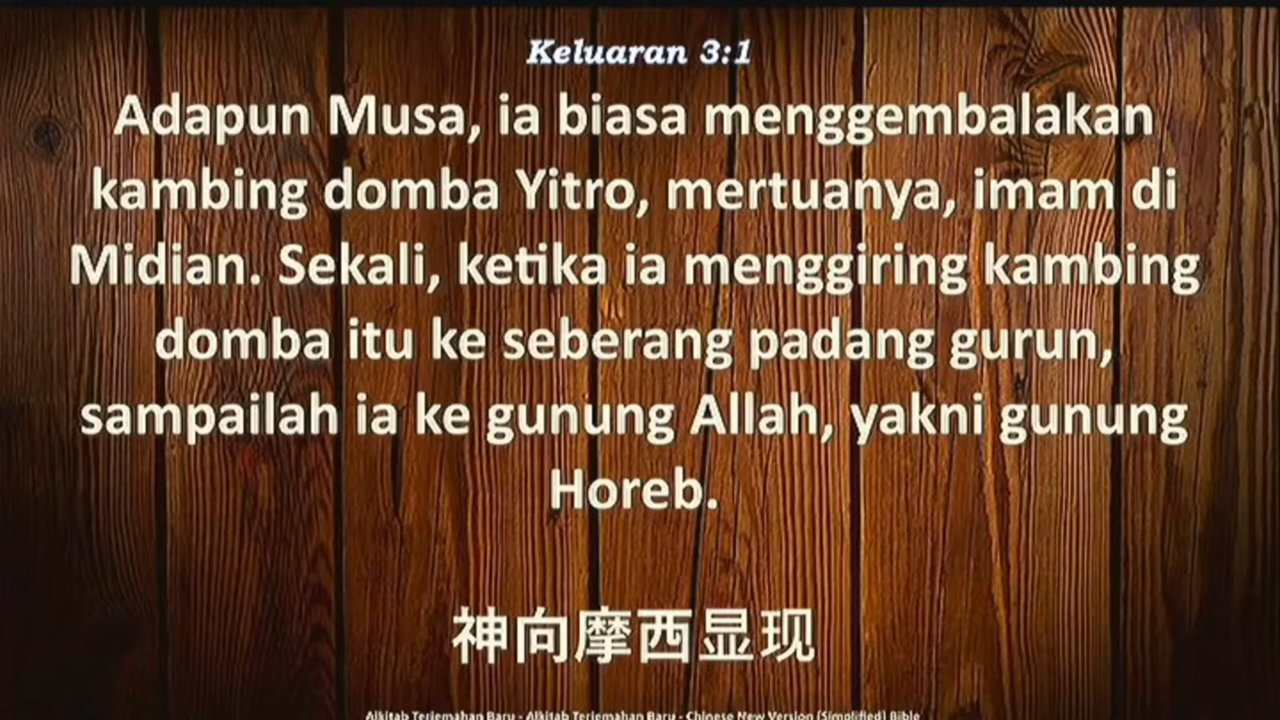 Keluaran 3:1
Adapun Musa, ia biasa menggembalakan
kambing domba Yitro, mertuanya, imam di
Midian. Sekali, ketika ia menggiring kambing
domba itu ke seberang padang gurun,
sampailah ia ke gunung Allah, yakni gunung
Horeb.
神向摩西显现
Alkitab Terjemahan Baru - Alkitab Terjemahan Baru - Chinese New Version (Simplified) Bible